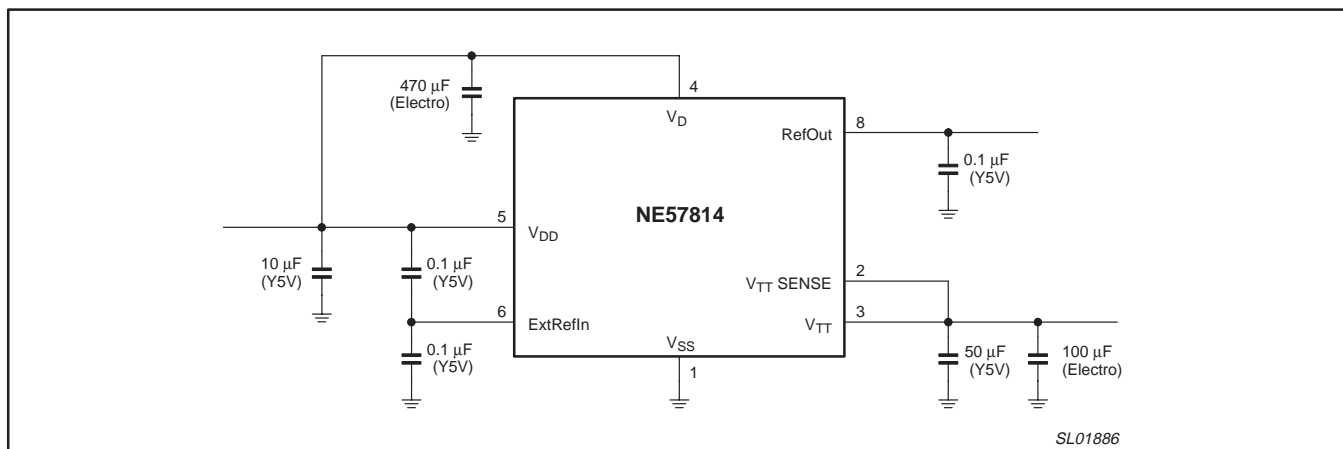 470 μF
(Electro)
4
V_D
RefOut
8
0.1 μF
(Y5V)
NE57814
5
V_DD
10 μF
(Y5V)
0.1 μF
(Y5V)
V_TT SENSE
2
6
ExtRefIn
V_TT
3
0.1 μF
(Y5V)
V_SS
1
50 μF
(Y5V)
100 μF
(Electro)
SL01886